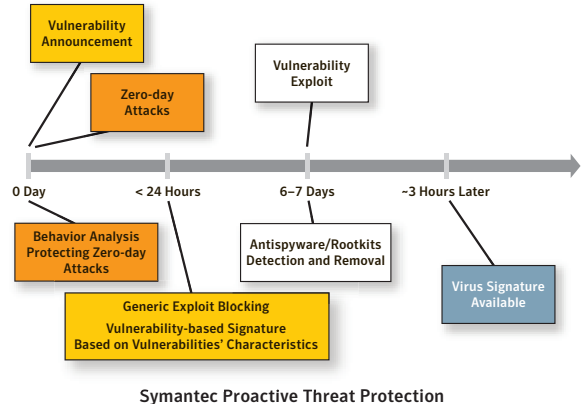 Vulnerability
Announcement
Zero-day
Attacks
Vulnerability
Exploit
0 Day
< 24 Hours
6–7 Days
~3 Hours Later
Behavior Analysis
Protecting Zero-day
Attacks
Antispyware/Rootkits
Detection and Removal
Virus Signature
Available
Generic Exploit Blocking
Vulnerability-based Signature
Based on Vulnerabilities’ Characteristics
Symantec Proactive Threat Protection